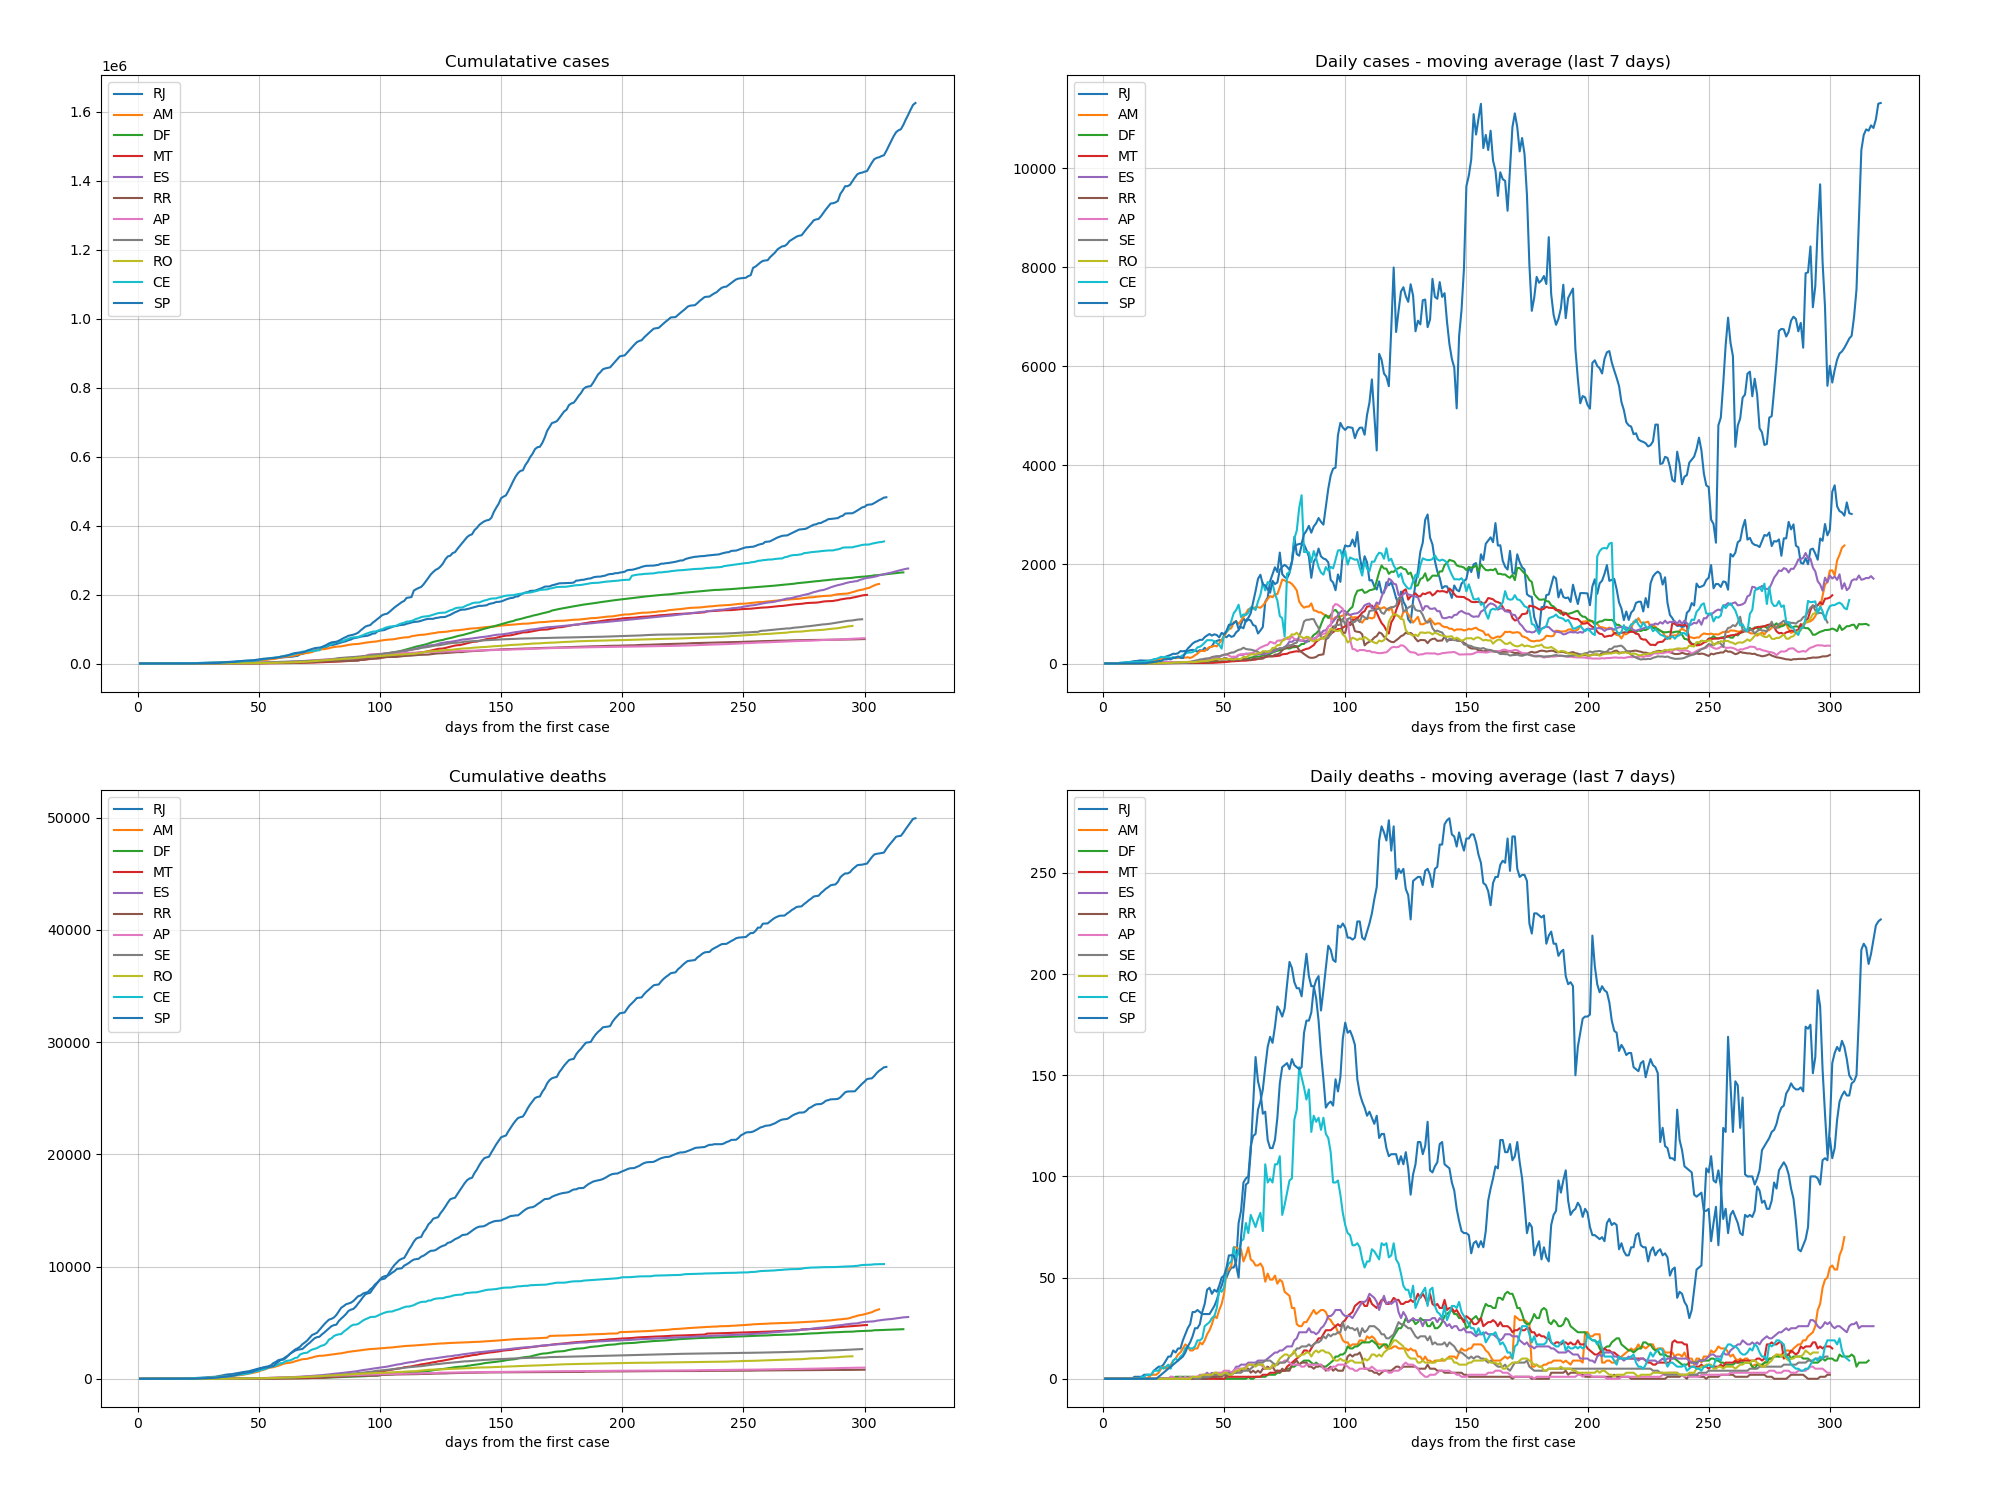 Cumulatative cases
1e6
1.6
1.4
1.2
1.0
0.8
0.6
0.4
0.2
0.0
RJ
AM
DF
MT
ES
RR
AP
SE
RO
CE
SP
0 50 100 150 200 250 300
days from the first case
Daily cases - moving average (last 7 days)
10000
8000
6000
4000
2000
0
RJ
AM
DF
MT
ES
RR
AP
SE
RO
CE
SP
0 50 100 150 200 250 300
days from the first case
Cumulative deaths
50000
40000
30000
20000
10000
0
RJ
AM
DF
MT
ES
RR
AP
SE
RO
CE
SP
0 50 100 150 200 250 300
days from the first case
Daily deaths - moving average (last 7 days)
250
200
150
100
50
0
RJ
AM
DF
MT
ES
RR
AP
SE
RO
CE
SP
0 50 100 150 200 250 300
days from the first case